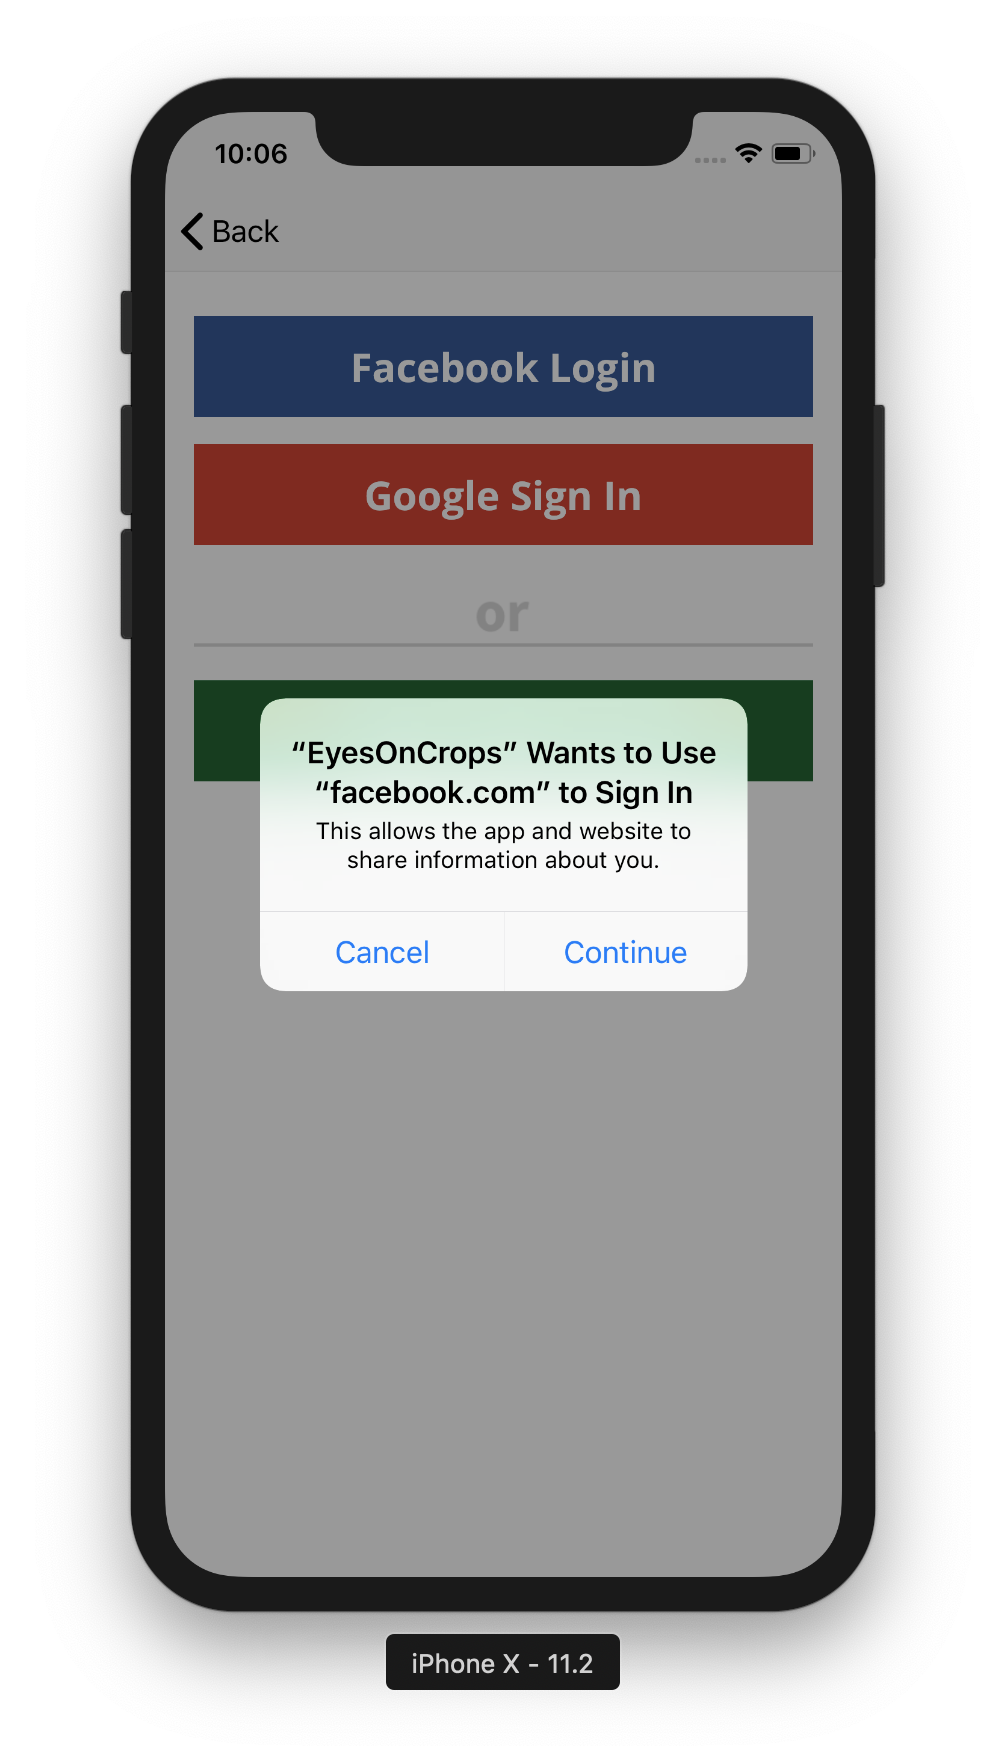 10:06
Back
Facebook Login
Google Sign In
or
“EyesOnCrops” Wants to Use
“facebook.com” to Sign In
This allows the app and website to
share information about you.
Cancel
Continue
iPhone X - 11.2